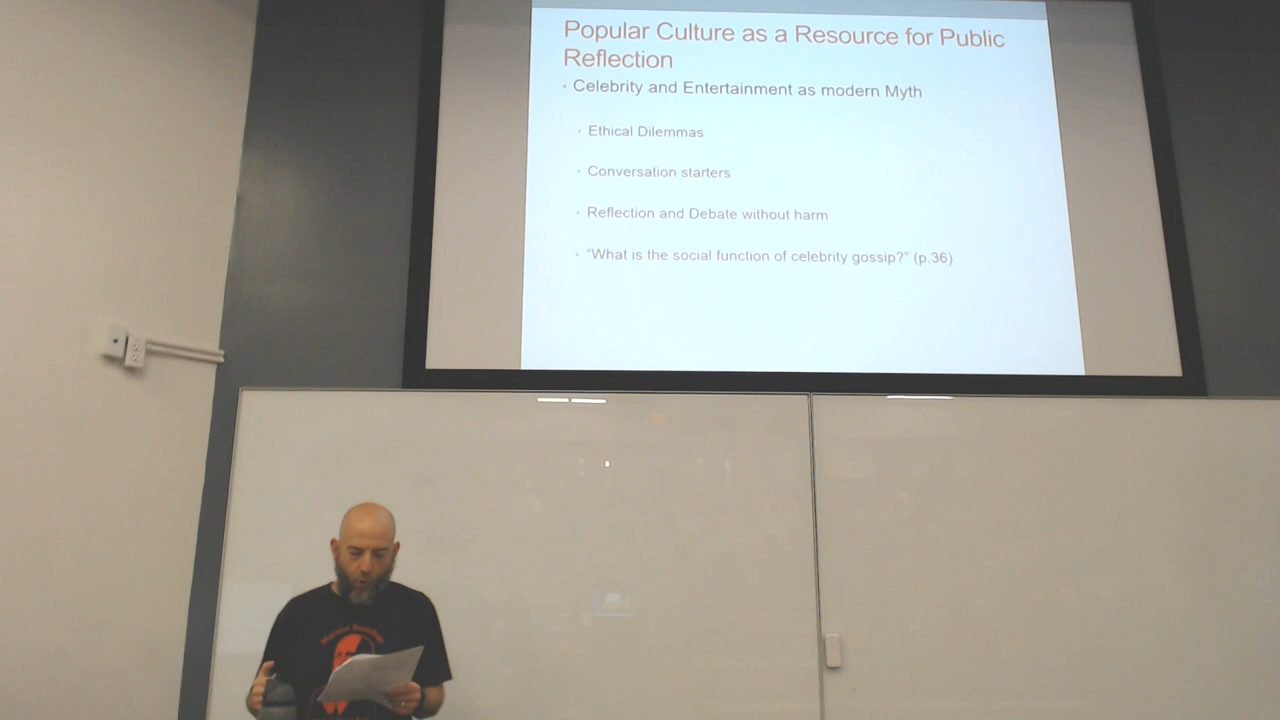 Popular Culture as a Resource for Public
Reflection
• Celebrity and Entertainment as modern Myth
• Ethical Dilemmas
• Conversation starters
• Reflection and Debate without harm
• "What is the social function of celebrity gossip?" (p.36)